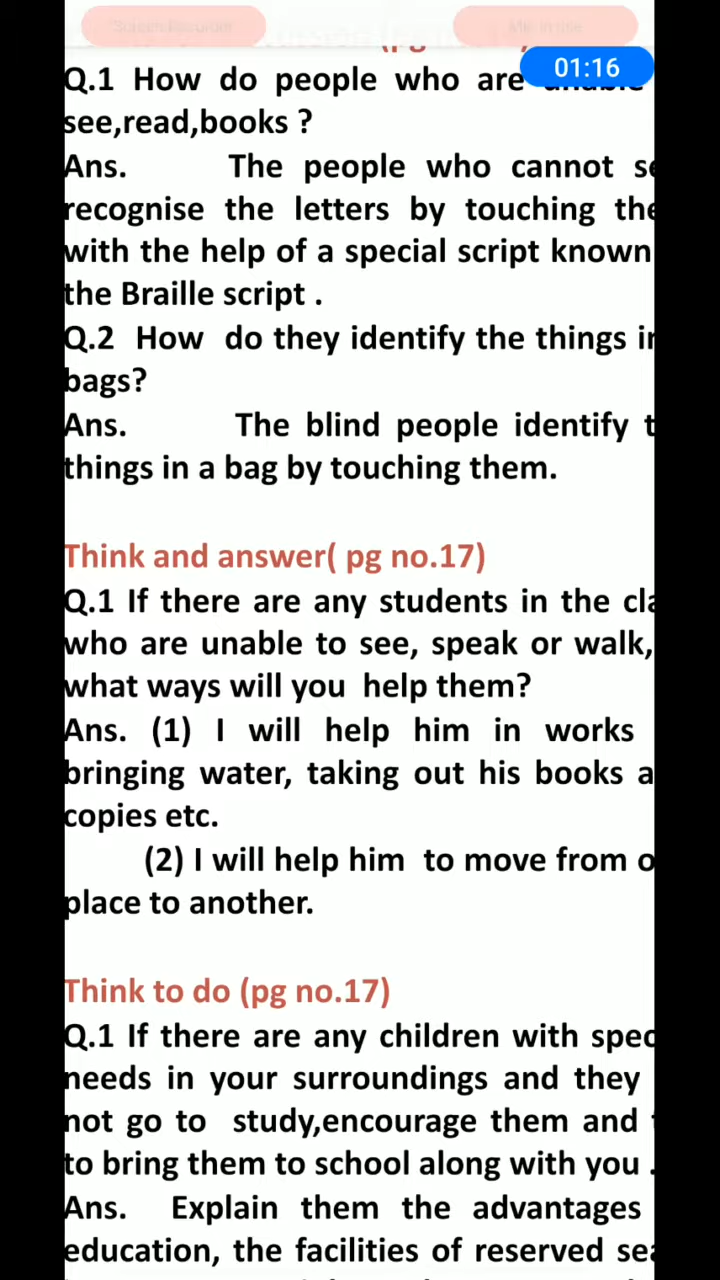 01:16
Q.1 How do people who are unable
see,read,books ?
Ans. The people who cannot
recognise the letters by touching
with the help of a special script known
the Braille script .
Q.2 How do they identify the things
bags?
Ans. The blind people identify
things in a bag by touching them.
Think and answer( pg no.17)
Q.1 If there are any students in the
who are unable to see, speak or walk,
what ways will you help them?
Ans. (1) I will help him in works
bringing water, taking out his books
copies etc.
(2) I will help him to move from
place to another.
Think to do (pg no.17)
Q.1 If there are any children with
needs in your surroundings and they
not go to study,encourage them and
to bring them to school along with you .
Ans. Explain them the advantages
education, the facilities of reserved